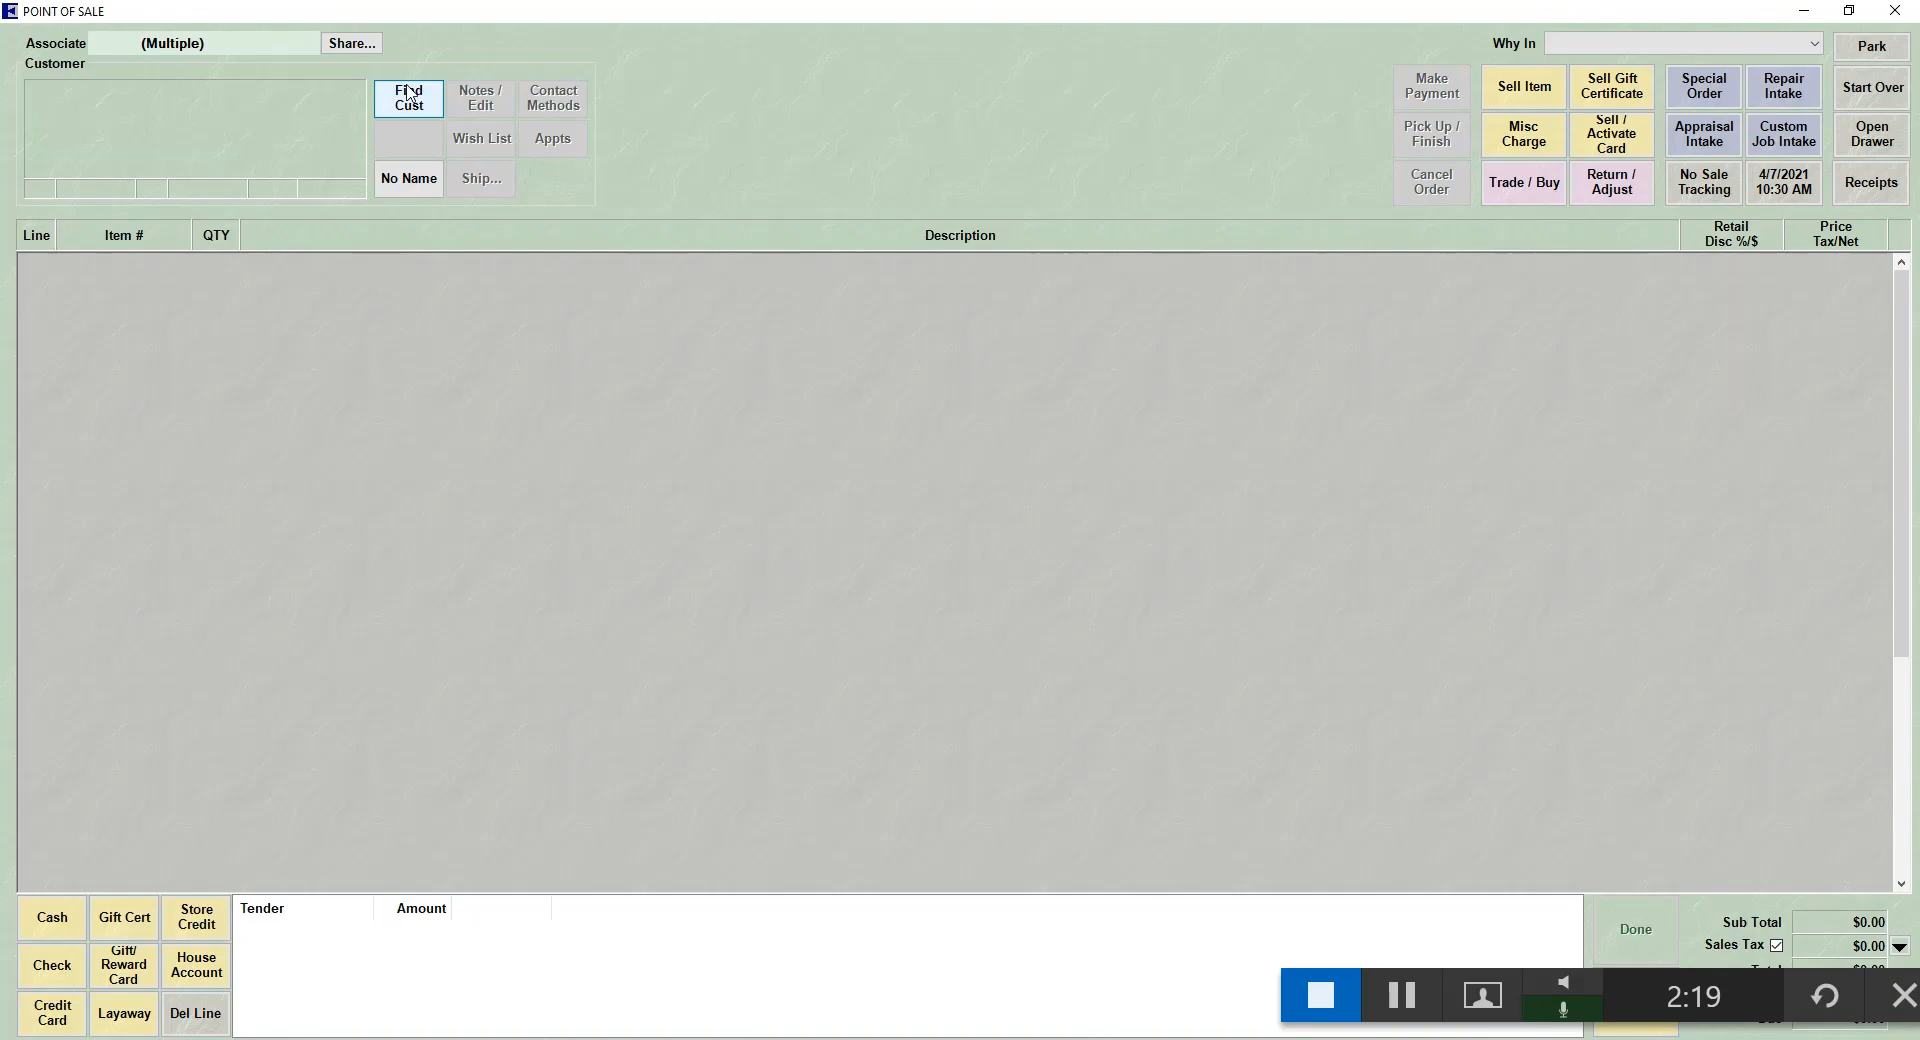 POINT OF SALE
Associate (Multiple) Share...
Why In
Park
Customer
Find
Cust
Notes /
Edit
Contact
Methods
Wish List
Appts
No Name
Ship...
Make
Payment
Sell Item
Sell Gift
Certificate
Special
Order
Repair
Intake
Start Over
Pick Up /
Finish
Misc
Charge
Sell /
Activate
Card
Appraisal
Intake
Custom
Job Intake
Open
Drawer
Cancel
Order
Trade / Buy
Return /
Adjust
No Sale
Tracking
4/7/2021
10:30 AM
Receipts
Line
Item #
QTY
Description
Retail
Disc %/$
Price
Tax/Net
Cash
Gift Cert
Store
Credit
Check
Gift/
Reward
Card
House
Account
Credit
Card
Layaway
Del Line
Tender
Amount
Done
Sub Total $0.00
Sales Tax $0.00
2:19